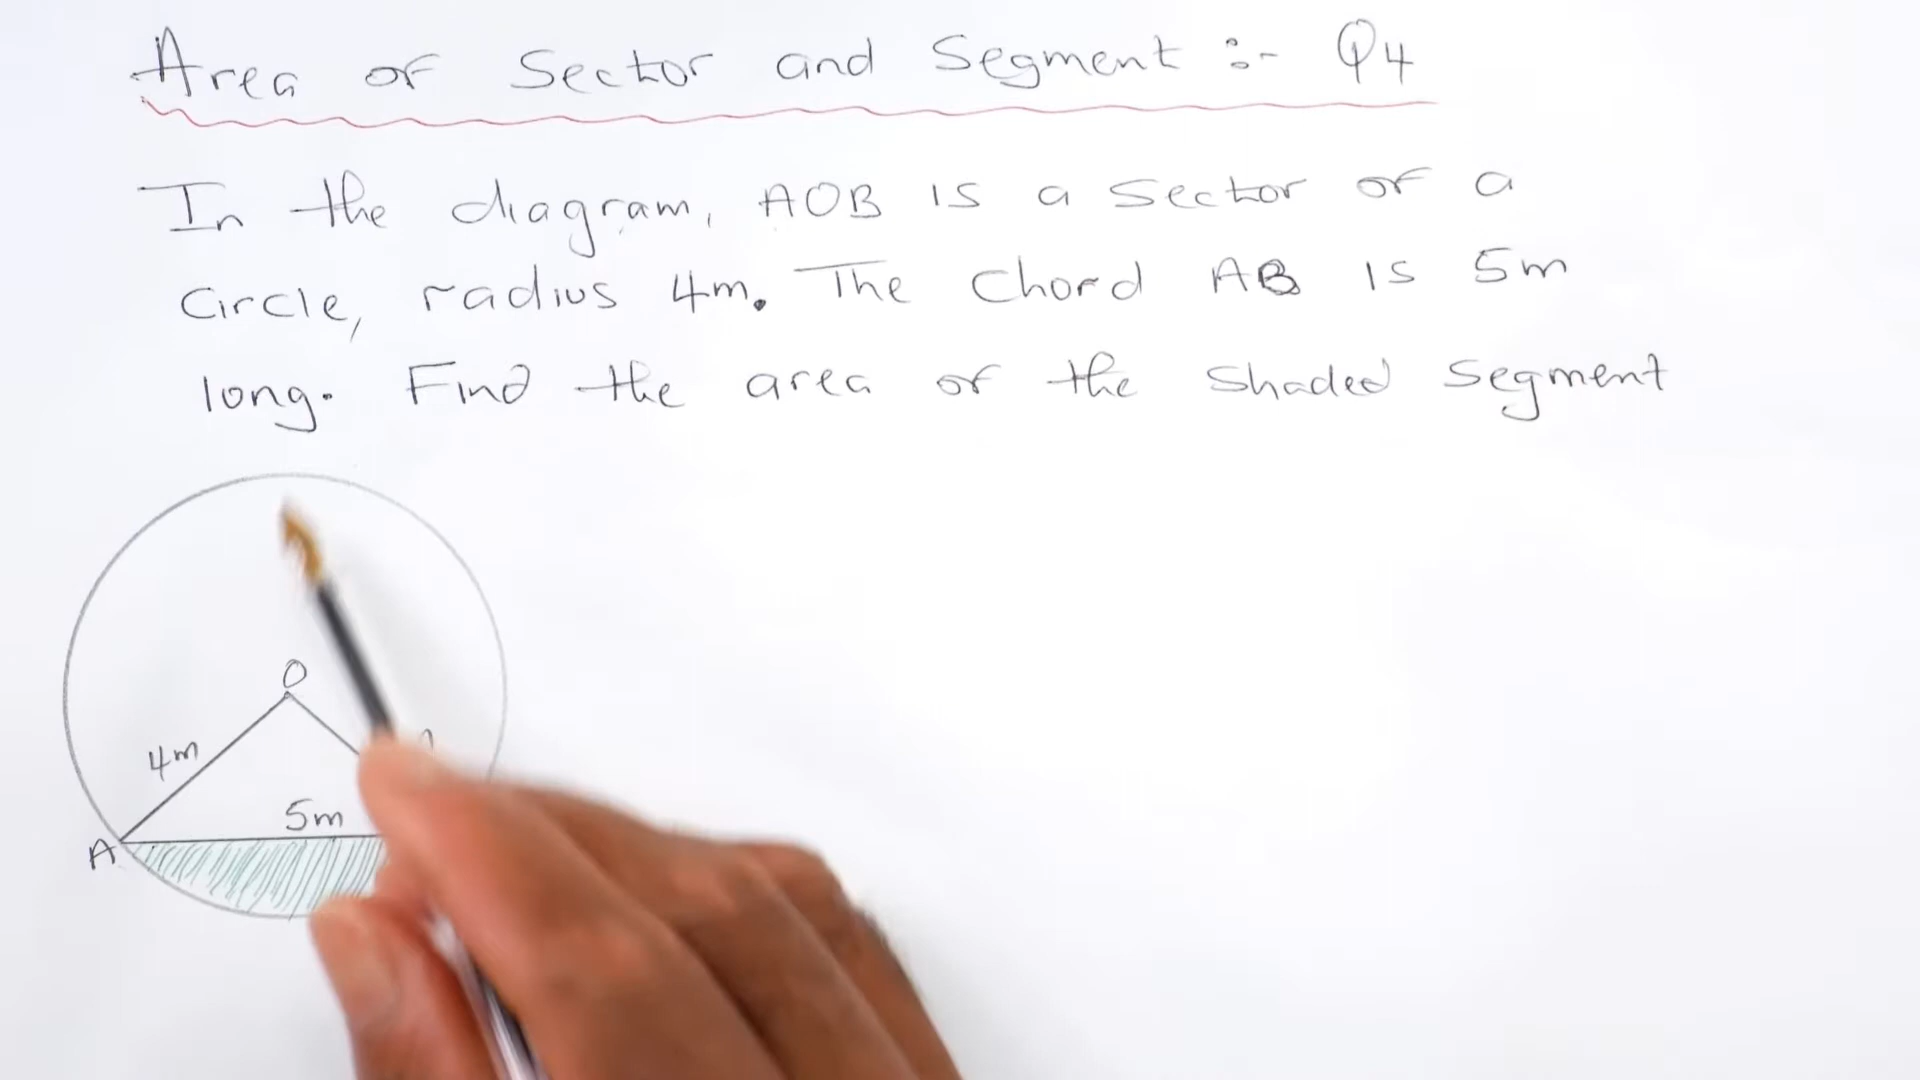 Area of Sector and Segment :- Q4
In the diagram, AOB is a sector of a
Circle, radius 4m. The Chord AB is 5m
long. Find the area of the Shaded Segment
O
4m
5m
A